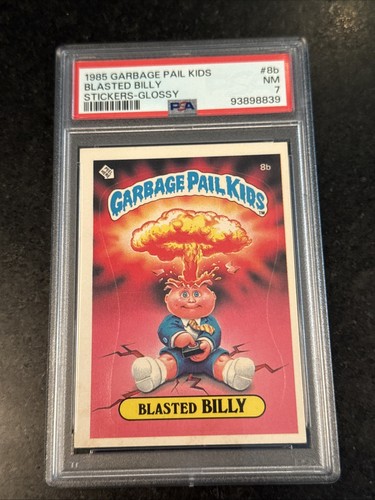 1985 GARBAGE PAIL KIDS #8b
BLASTED BILLY NM
STICKERS-GLOSSY 7
PSA 93898839
8b
GARBAGE PAIL KIDS TM
BLASTED BILLY